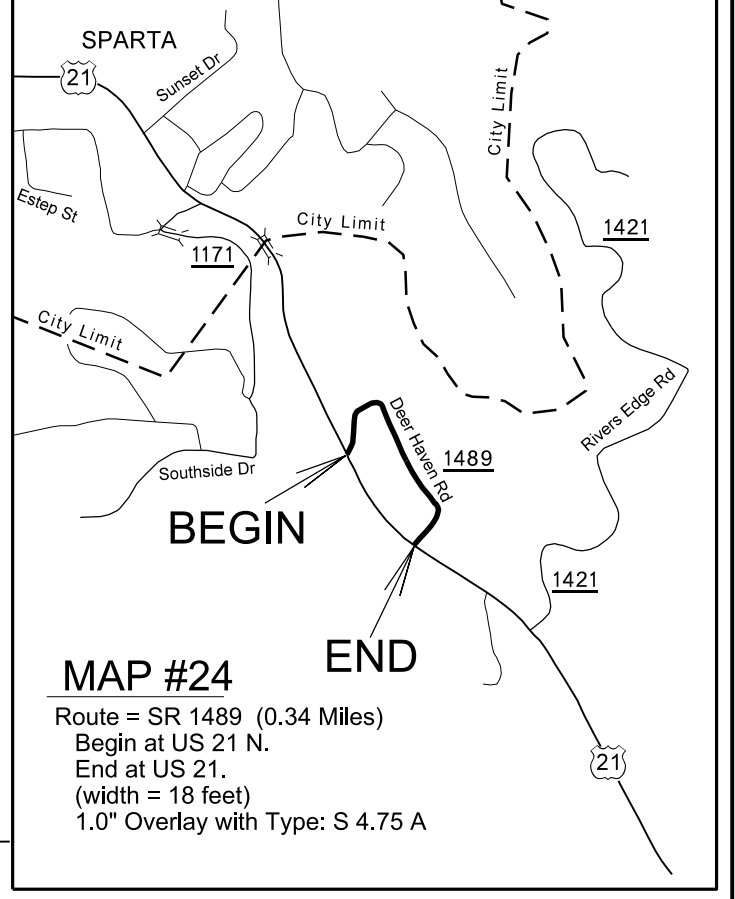 SPARTA
21
Sunset Dr
City Limit
Estep St
City Limit
1421
1171
City Limit
Rivers Edge Rd
Deer Haven Rd
1489
Southside Dr
BEGIN
1421
END
MAP #24
Route = SR 1489 (0.34 Miles)
Begin at US 21 N.
End at US 21.
(width = 18 feet)
1.0" Overlay with Type: S 4.75 A
21